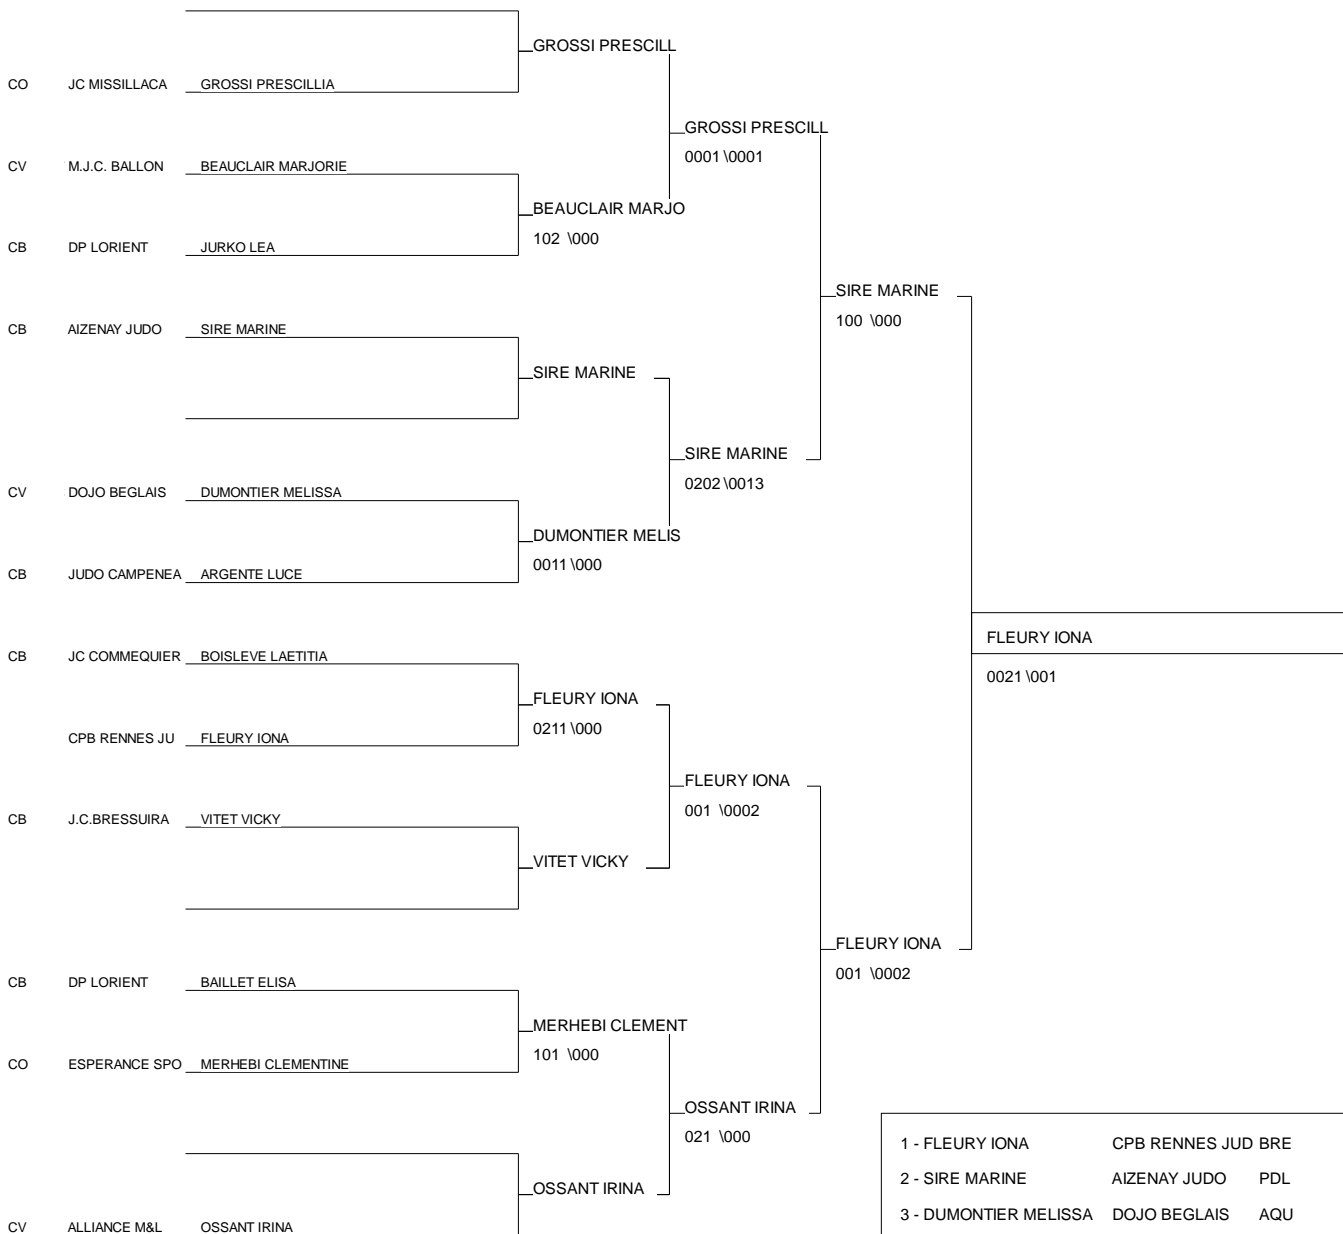 GROSSI PRESCILL
CO JC MISSILLACA GROSSI PRESCILLIA
GROSSI PRESCILL
0001 \0001
CV M.J.C. BALLON BEAUCLAIR MARJORIE
BEAUCLAIR MARJO
102 \000
CB DP LORIENT JURKO LEA
SIRE MARINE
100 \000
CB AIZENAY JUDO SIRE MARINE
SIRE MARINE
SIRE MARINE
0202 \0013
CV DOJO BEGLAIS DUMONTIER MELISSA
DUMONTIER MELIS
0011 \000
CB JUDO CAMPENEA ARGENTE LUCE
FLEURY IONA
0021 \001
CB JC COMMEQUIER BOISLEVE LAETITIA
FLEURY IONA
0211 \000
CPB RENNES JU FLEURY IONA
FLEURY IONA
001 \0002
CB J.C.BRESSUIRA VITET VICKY
VITET VICKY
FLEURY IONA
001 \0002
CB DP LORIENT BAILLET ELISA
MERHEBI CLEMENT
101 \000
CO ESPERANCE SPO MERHEBI CLEMENTINE
OSSANT IRINA
021 \000
OSSANT IRINA
CV ALLIANCE M&L OSSANT IRINA
1 - FLEURY IONA CPB RENNES JUD BRE
2 - SIRE MARINE AIZENAY JUDO PDL
3 - DUMONTIER MELISSA DOJO BEGLAIS AQU